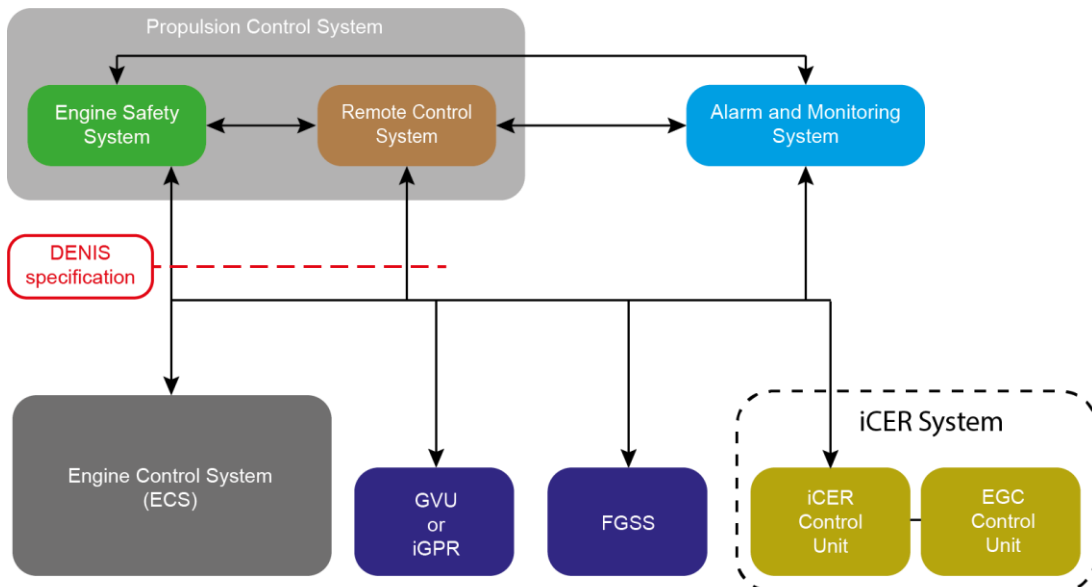 Propulsion Control System
Engine Safety
System
Remote Control
System
Alarm and Monitoring
System
DENIS
specification
Engine Control System
(ECS)
GVU
or
iGPR
FGSS
iCER System
iCER
Control
Unit
EGC
Control
Unit